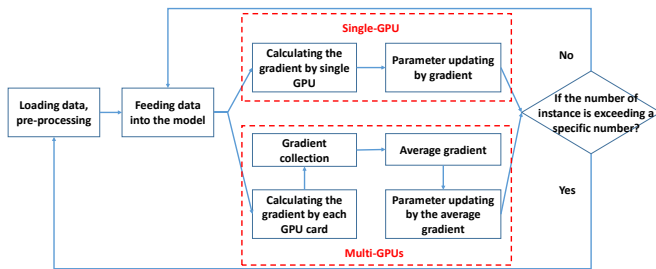 Single-GPU
No
Calculating the
gradient by single
GPU
Parameter updating
by gradient
Loading data,
pre-processing
Feeding data
into the model
If the number of
instance is exceeding a
specific number?
Gradient
collection
Average gradient
Calculating the
gradient by each
GPU card
Parameter updating
by the average
gradient
Yes
Multi-GPUs